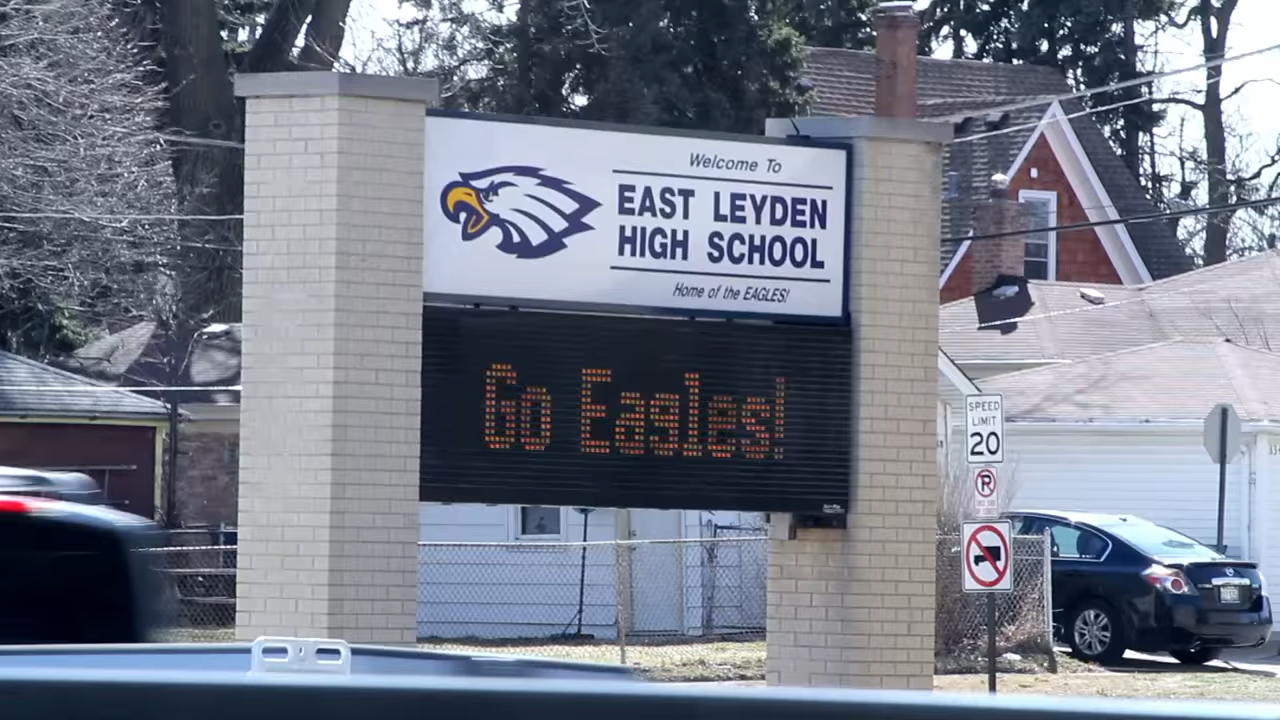 Welcome To
EAST LEYDEN
HIGH SCHOOL
Home of the EAGLES!
Go Eagles!
SPEED
LIMIT
20
P